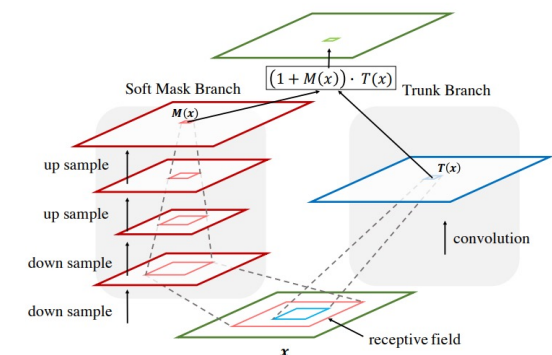 (1 + M(x)) · T(x)
Soft Mask Branch
Trunk Branch
M(x)
T(x)
up sample
up sample
down sample
down sample
convolution
receptive field
x